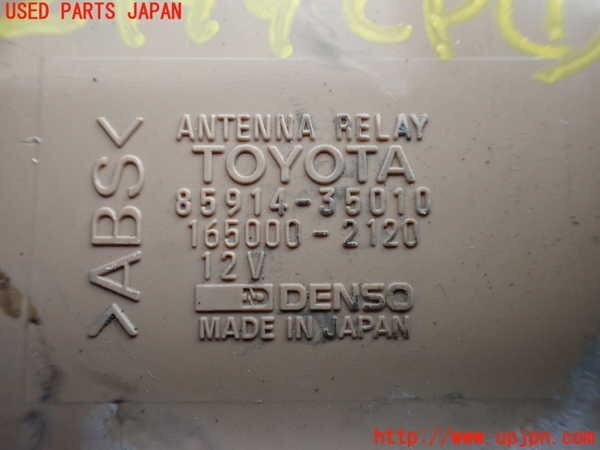 USED PARTS JAPAN
ANTENNA RELAY
TOYOTA
85914-35010
165000-2120
12V
ND DENSO
MADE IN JAPAN
>ABS<
http://www.upjpn.com/